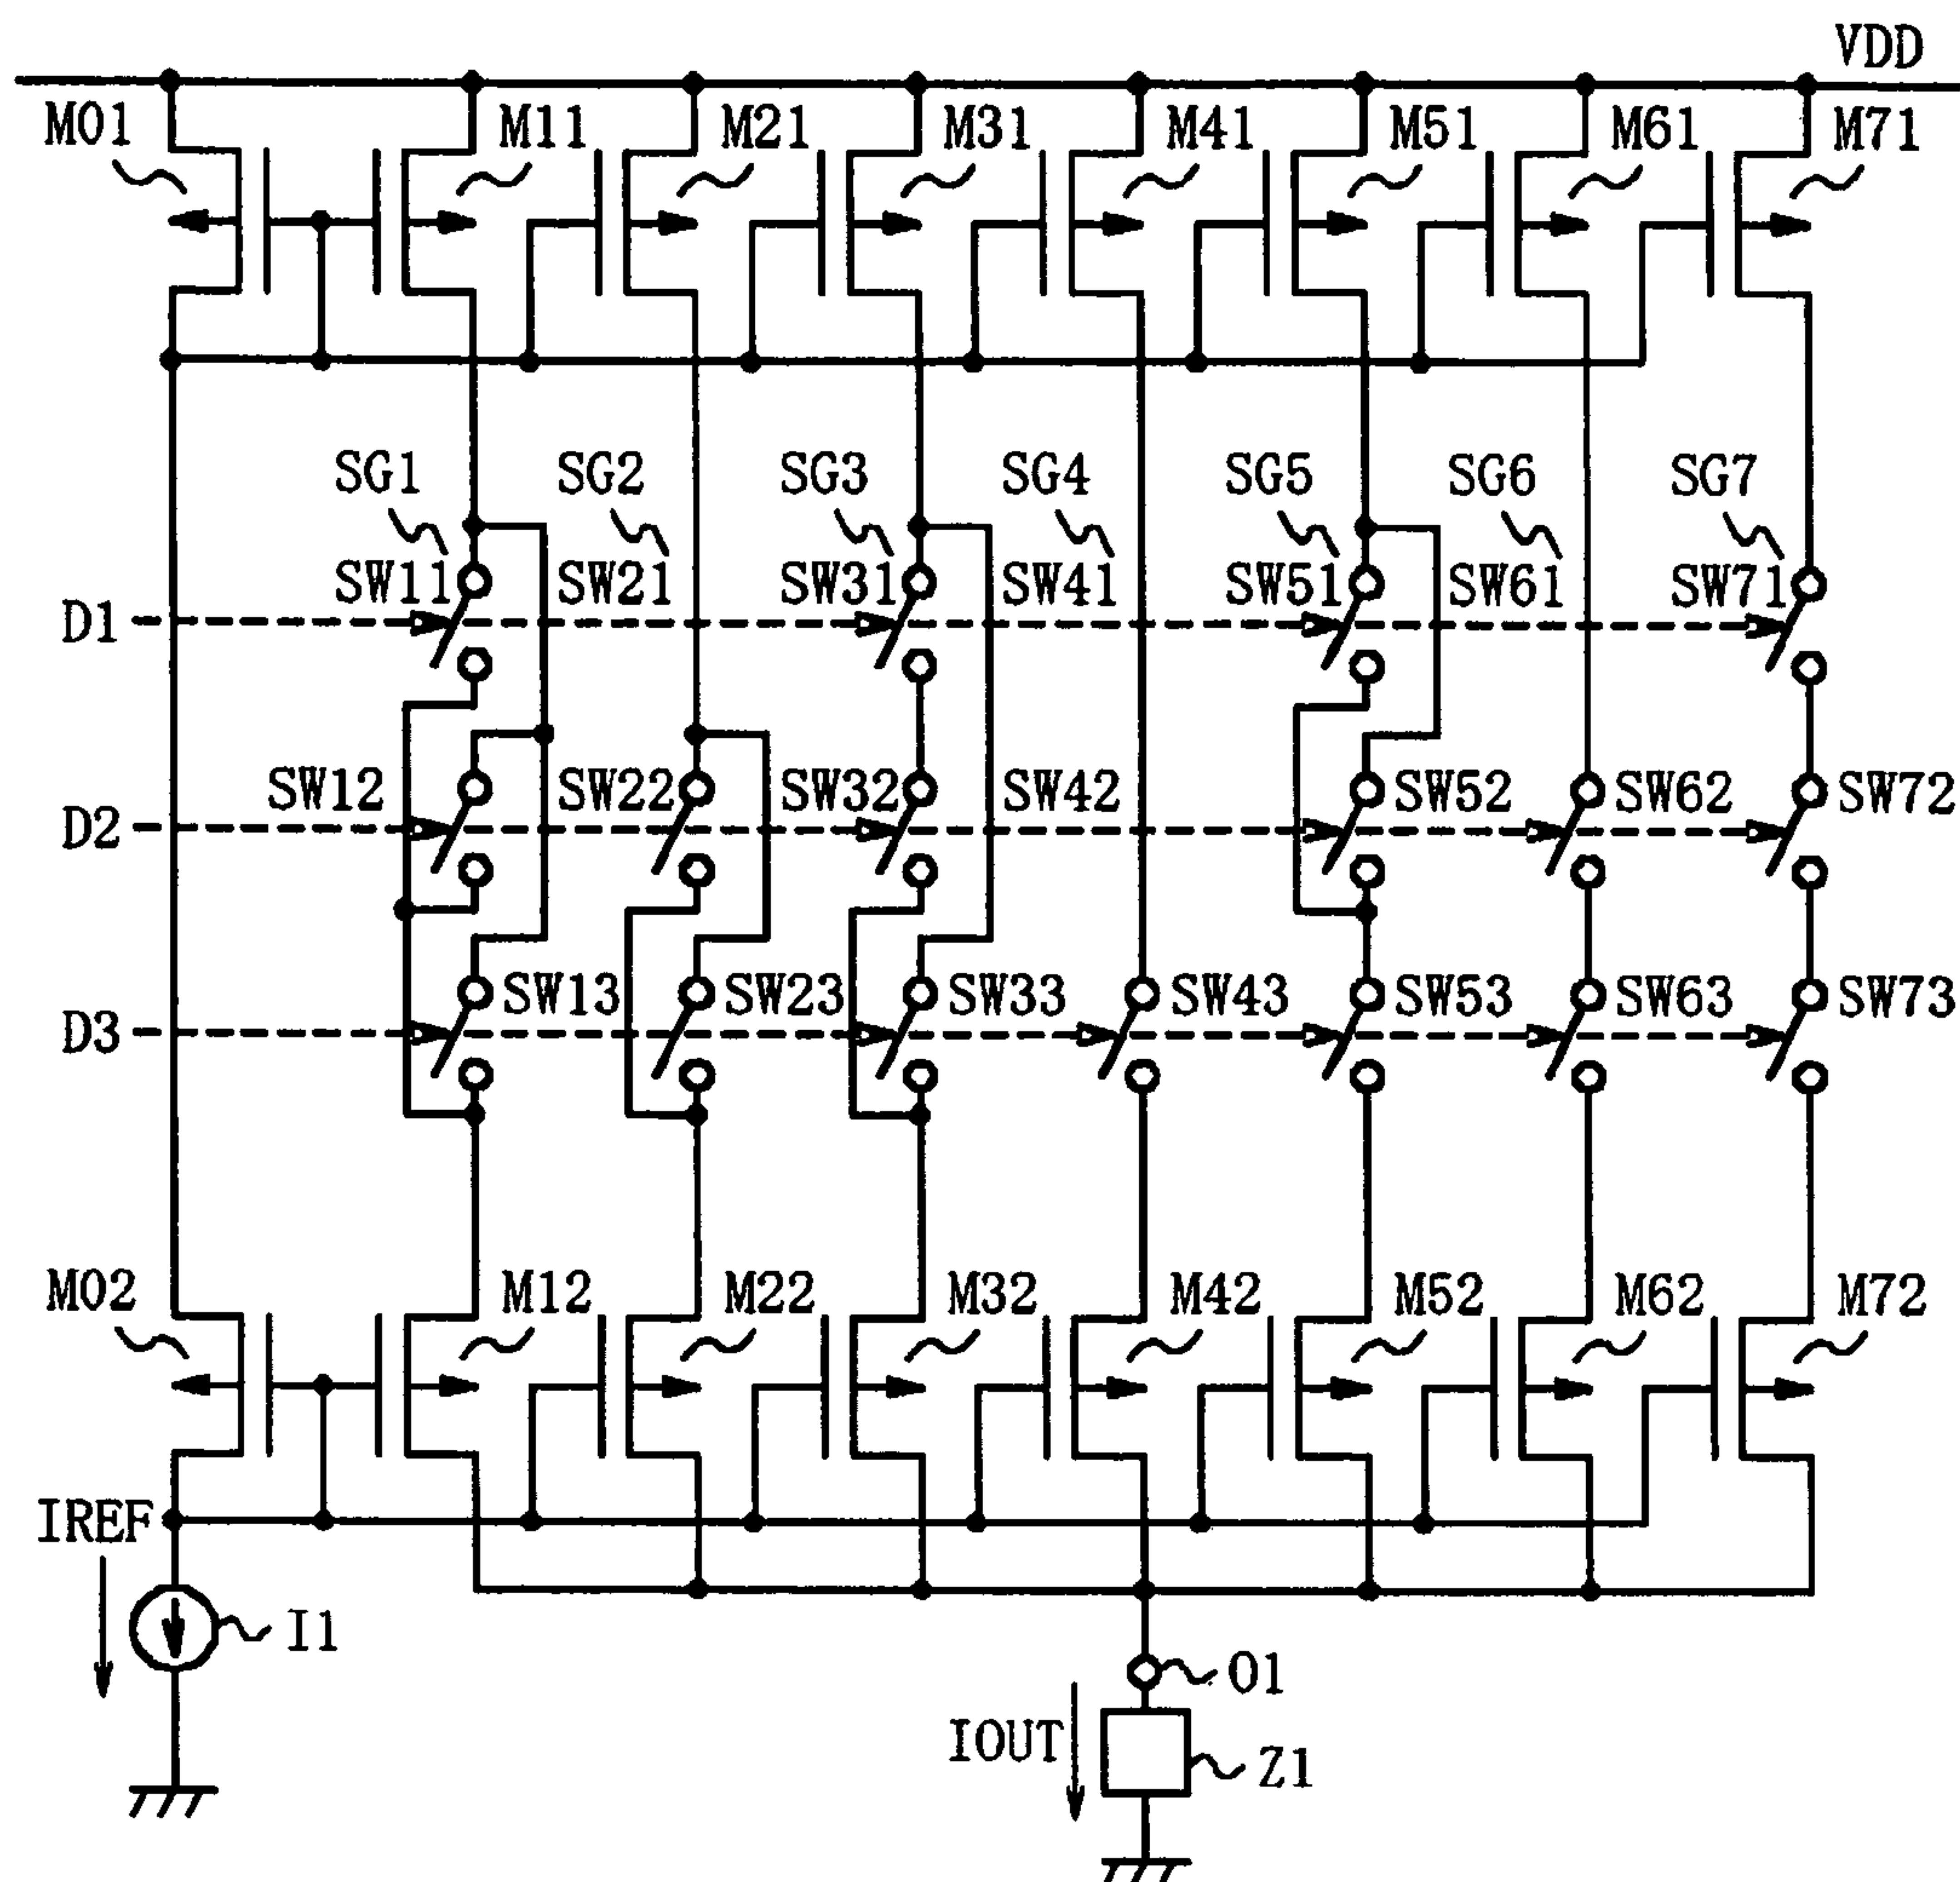 VDD
M01 M11 M21 M31 M41 M51 M61 M71
SG1 SG2 SG3 SG4 SG5 SG6 SG7
SW11 SW21 SW31 SW41 SW51 SW61 SW71
D1
SW12 SW22 SW32 SW42 SW52 SW62 SW72
D2
SW13 SW23 SW33 SW43 SW53 SW63 SW73
D3
M02 M12 M22 M32 M42 M52 M62 M72
IREF
I1
O1
IOUT
Z1